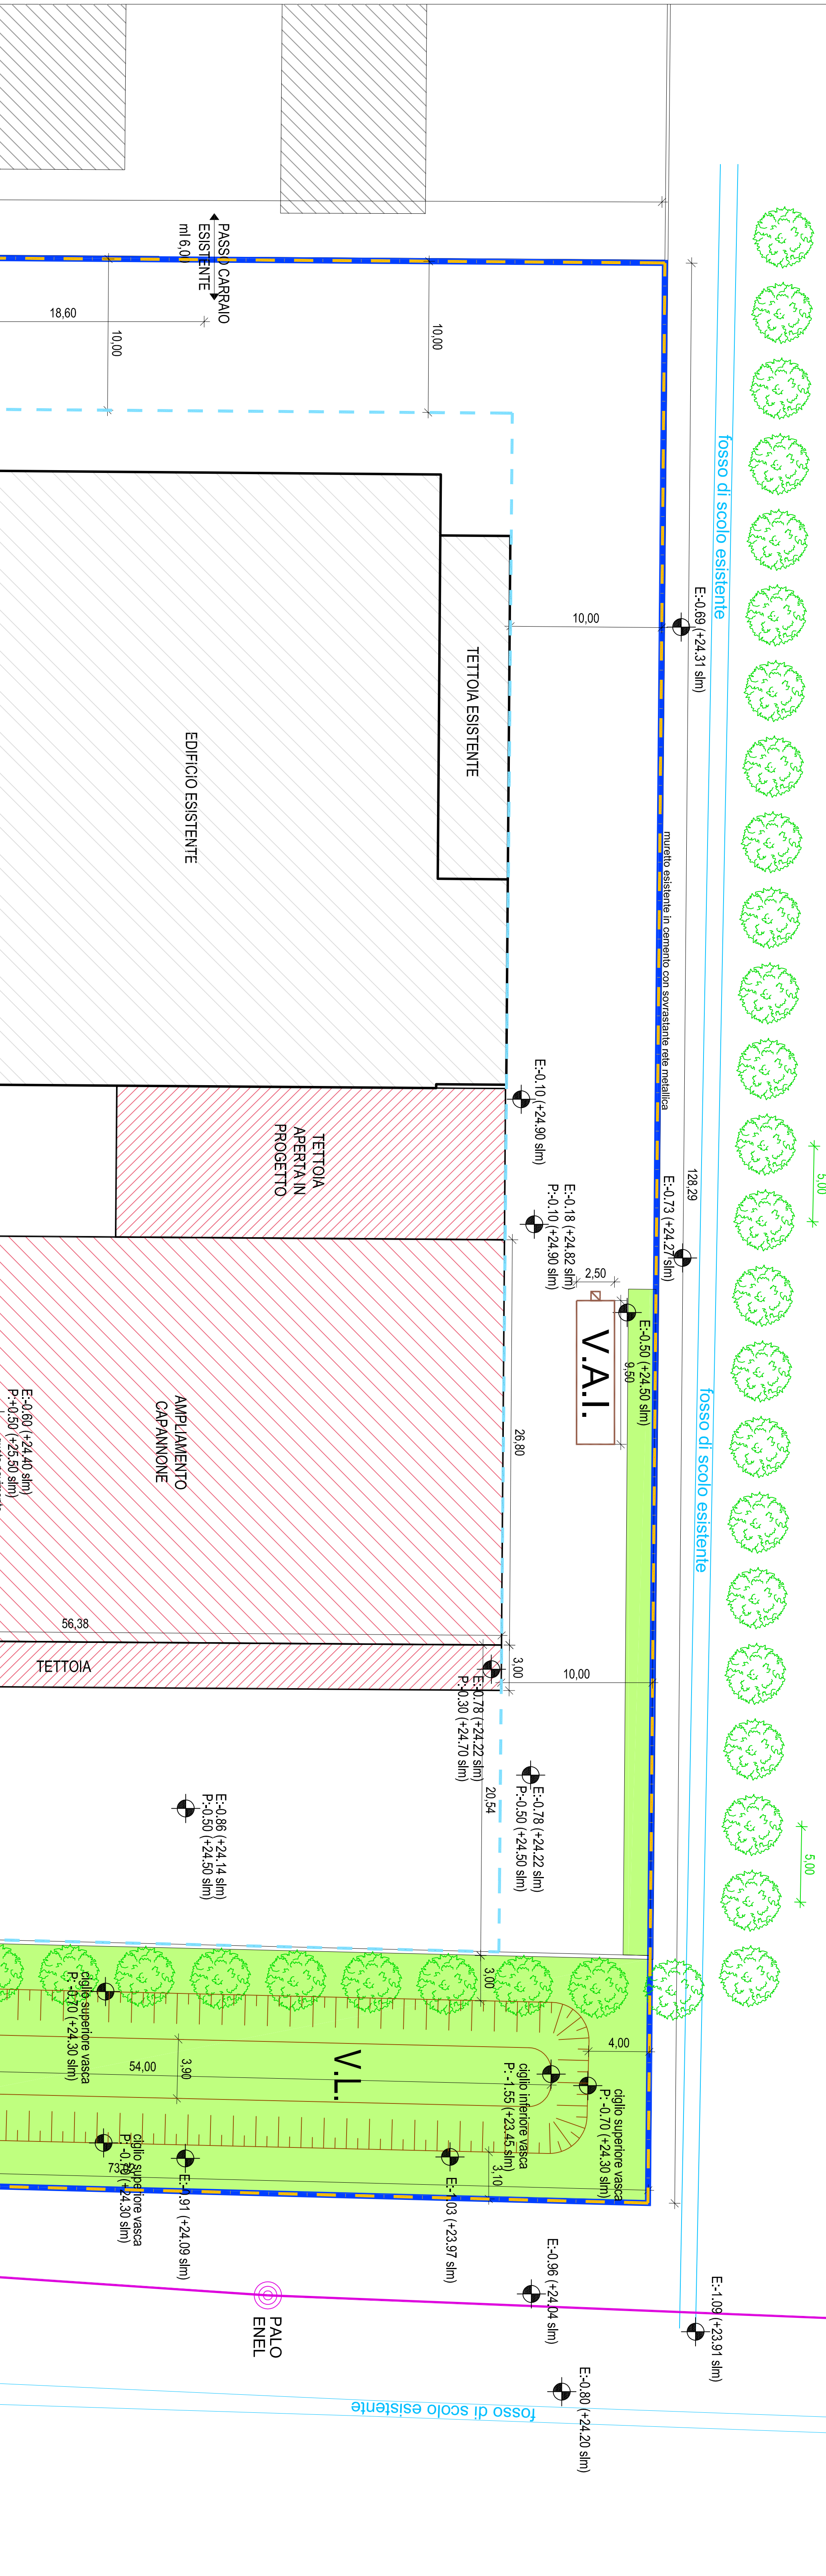 PASSO CARRAIO
ESISTENTE
ml 6,00
18,60
10,00
10,00
fosso di scolo esistente
E:-0.69 (+24.31 slm)
10,00
TETTOIA ESISTENTE
EDIFICIO ESISTENTE
muretto esistente in cemento con sovrastante rete metallica
E:-0.10 (+24.90 slm)
TETTOIA
APERTA IN
PROGETTO
128,29
5,00
E:-0.73 (+24.27 slm)
E:-0.18 (+24.82 slm)
P:-0.10 (+24.90 slm)
2,50
V.A.I.
9,50
E:-0.50 (+24.50 slm)
fosso di scolo esistente
E:-0.60 (+24.40 slm)
P:+0.50 (+25.50 slm)
AMPLIAMENTO
CAPANNONE
26,80
56,38
TETTOIA
3,00
10,00
E:-0.78 (+24.22 slm)
P:-0.30 (+24.70 slm)
20,54
E:-0.78 (+24.22 slm)
P:-0.50 (+24.50 slm)
E:-0.86 (+24.14 slm)
P:-0.50 (+24.50 slm)
5,00
3,00
ciglio superiore vasca
P: -0.70 (+24.30 slm)
4,00
54,00
3,90
V.L.
ciglio inferiore vasca
P: -1.55 (+23.45 slm)
ciglio superiore vasca
P: -0.70 (+24.30 slm)
ciglio superiore vasca
P: -0.70 (+24.30 slm)
E:-0.91 (+24.09 slm)
3,10
E:-1.03 (+23.97 slm)
E:-0.96 (+24.04 slm)
PALO
ENEL
E:-1.09 (+23.91 slm)
E:-0.80 (+24.20 slm)
fosso di scolo esistente